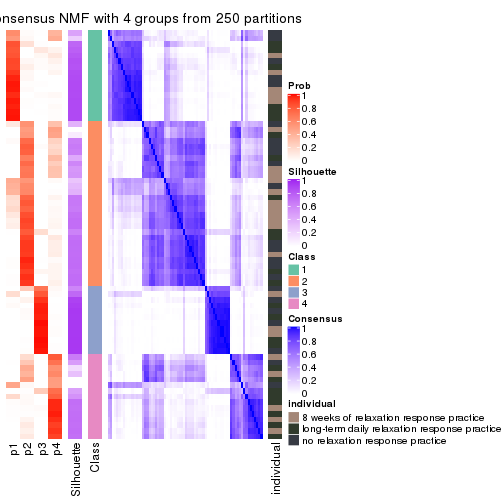 onsensus NMF with 4 groups from 250 partitions
Prob
1
0.8
0.6
0.4
0.2
0
Silhouette
1
0.8
0.6
0.4
0.2
0
Class
1
2
3
4
Consensus
1
0.8
0.6
0.4
0.2
0
individual
8 weeks of relaxation response practice
long-term daily relaxation response practice
no relaxation response practice
p1
p2
p3
p4
Silhouette
Class
individual